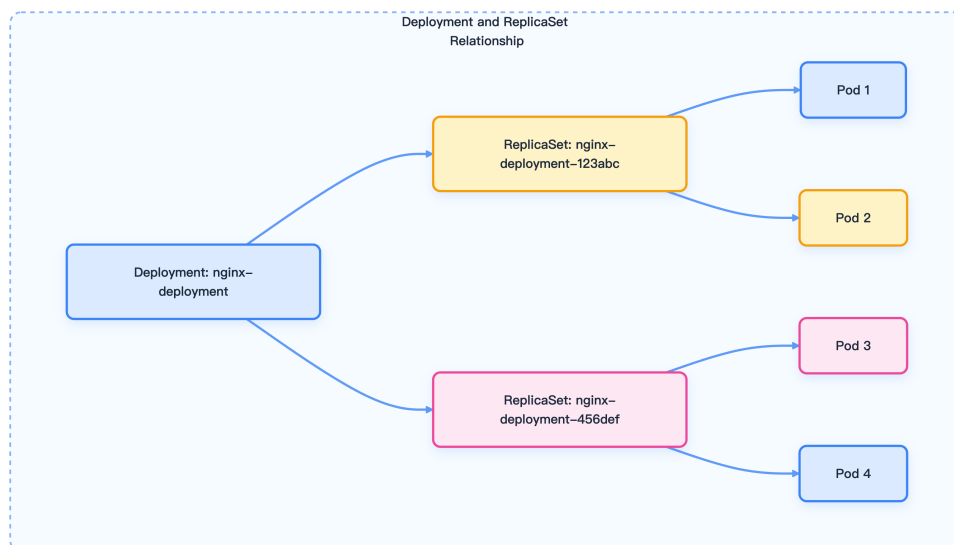 Deployment and ReplicaSet
Relationship
Pod 1
ReplicaSet: nginx-
deployment-123abc
Pod 2
Deployment: nginx-
deployment
Pod 3
ReplicaSet: nginx-
deployment-456def
Pod 4